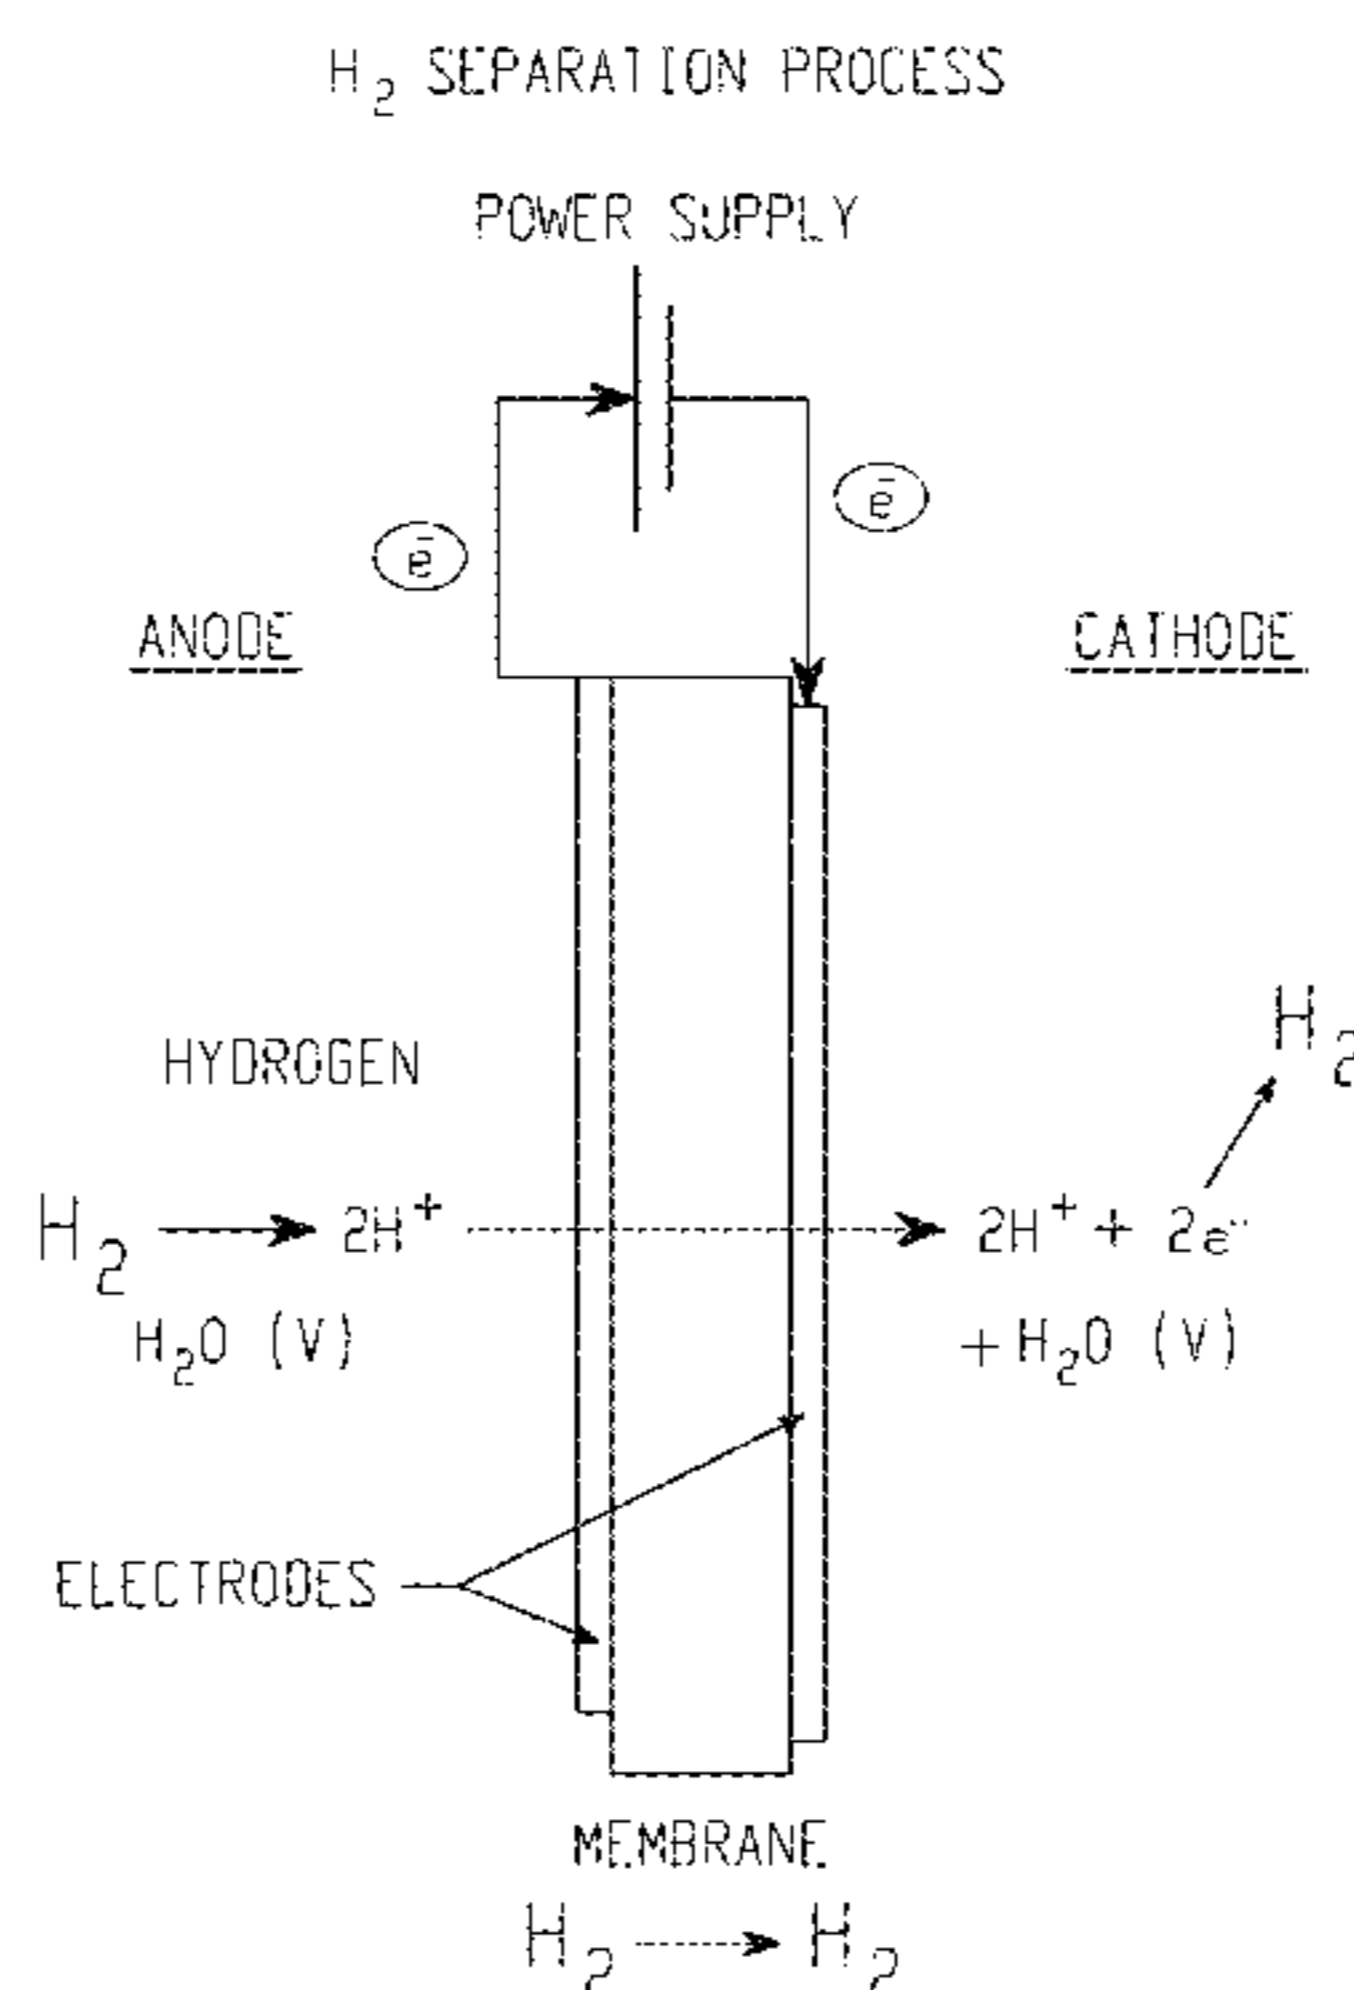 H₂ SEPARATION PROCESS
POWER SUPPLY
e̅
e̅
ANODE
CATHODE
HYDROGEN
H₂
H₂ → 2H⁺ → 2H⁺ + 2e⁻
H₂O (V)
+ H₂O (V)
ELECTRODES
MEMBRANE
H₂ → H₂